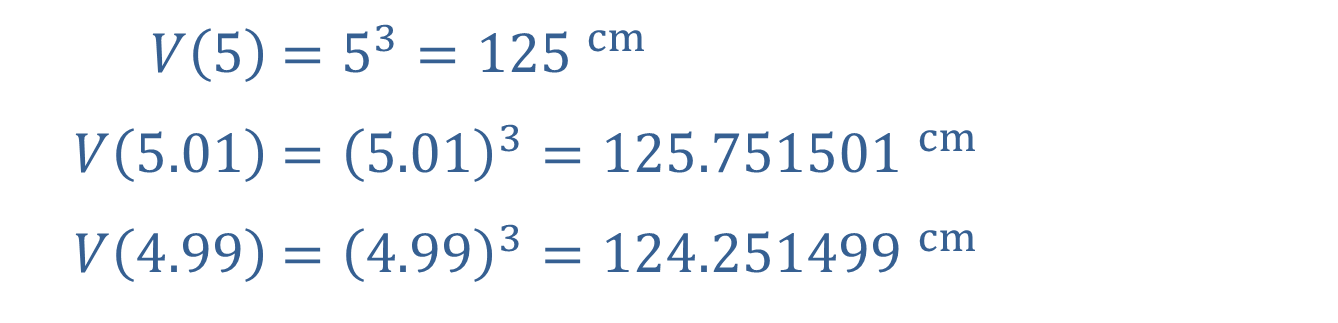 V(5) = 5³ = 125 cm
V(5.01) = (5.01)³ = 125.751501 cm
V(4.99) = (4.99)³ = 124.251499 cm